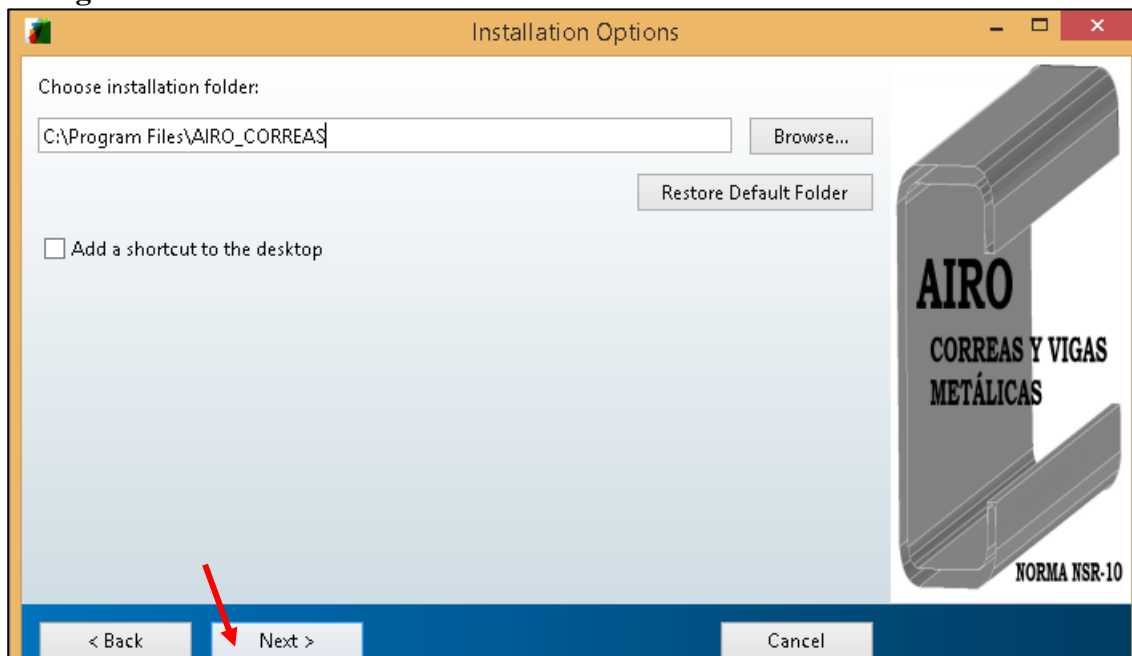 Installation Options
Choose installation folder:
C:\Program Files\AIRO_CORREAS
Browse...
Restore Default Folder
Add a shortcut to the desktop
AIRO
CORREAS Y VIGAS
METÁLICAS
NORMA NSR-10
< Back
Next >
Cancel